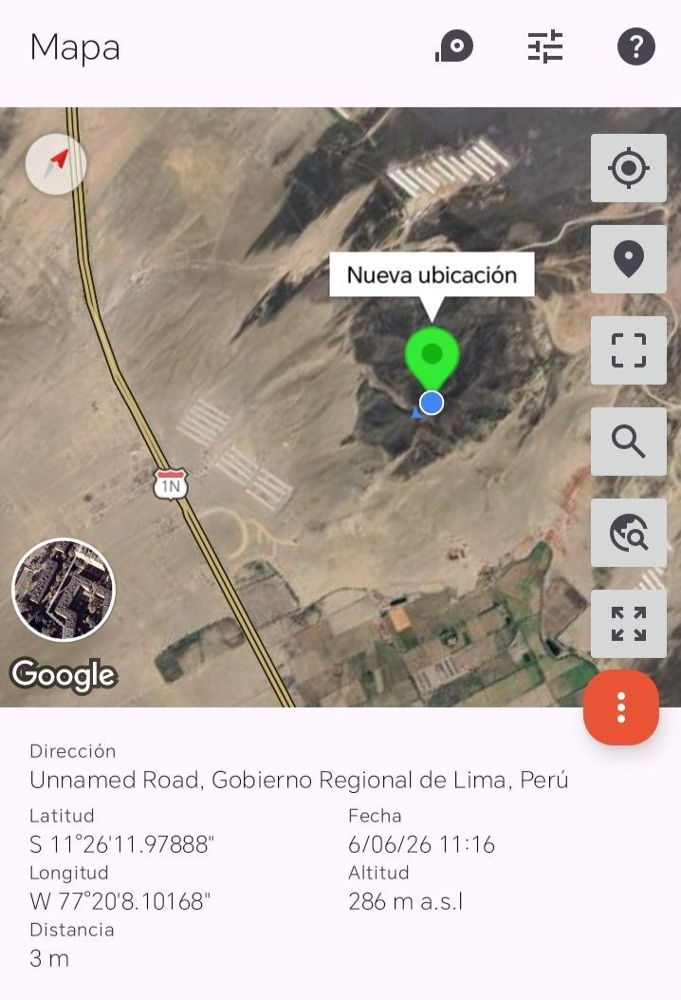 Mapa
Nueva ubicación
1N
Google
Dirección
Unnamed Road, Gobierno Regional de Lima, Perú
Latitud
S 11°26'11.97888"
Fecha
6/06/26 11:16
Longitud
W 77°20'8.10168"
Altitud
286 m a.s.l
Distancia
3 m